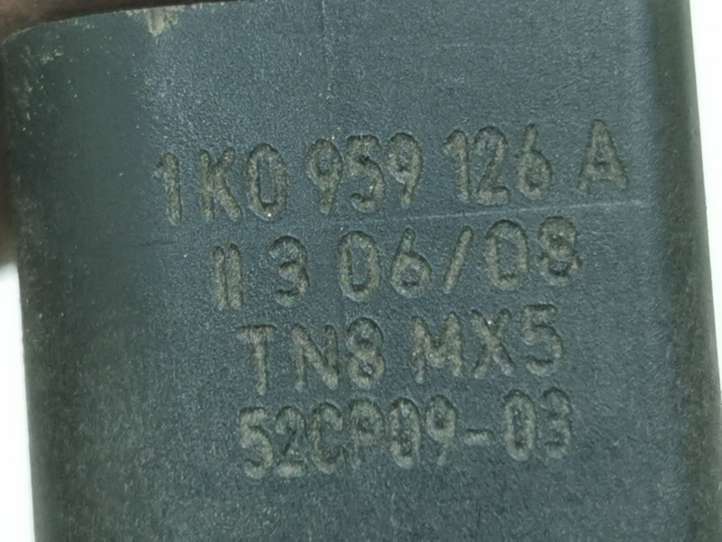 1K0 959 126 A
II 3 06/08
TN8 MX5
52CP09-03